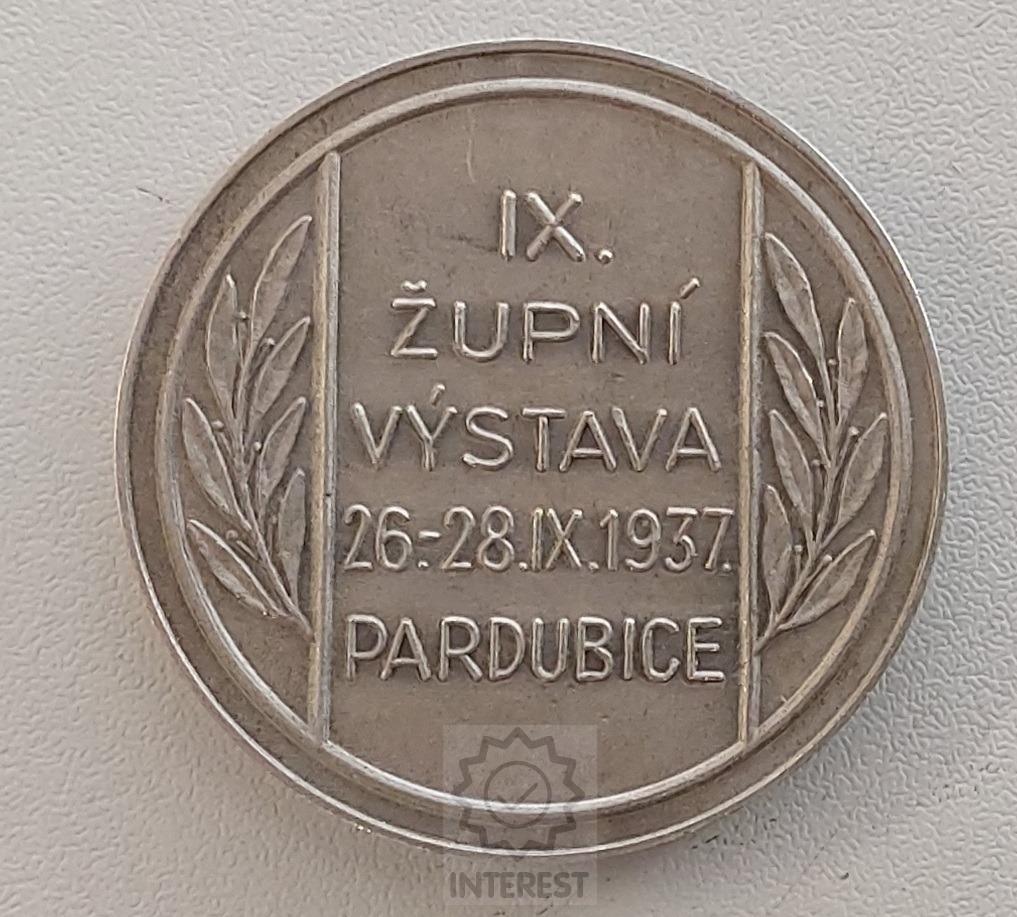 IX.
ŽUPNÍ
VÝSTAVA
26.-28.IX.1937.
PARDUBICE
INTEREST